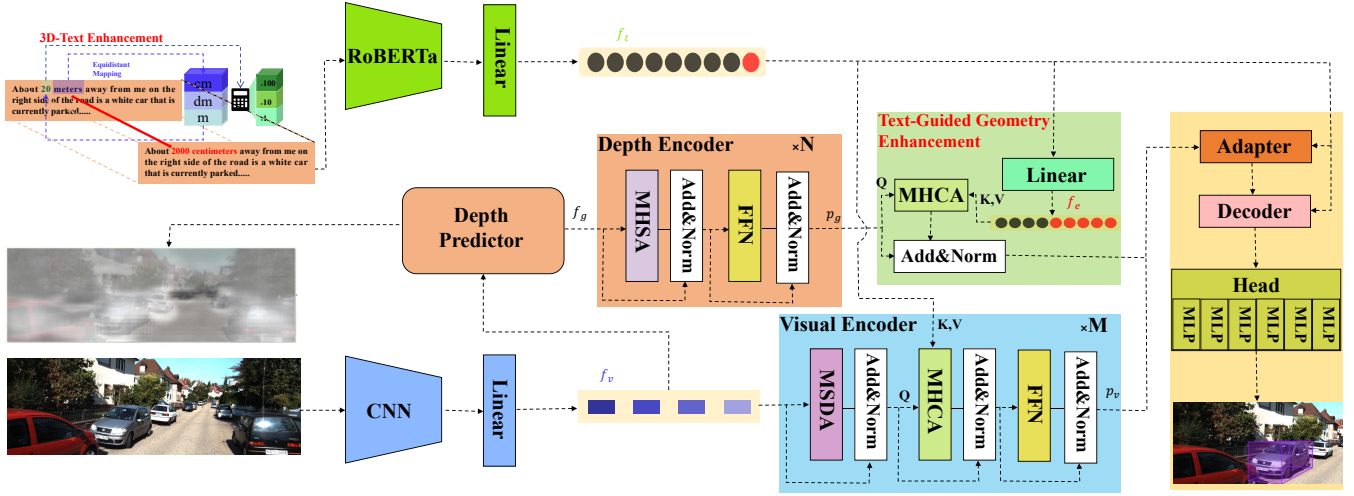 3D-Text Enhancement
Equidistant
Mapping
About 20 meters away from me on the
right side of the road is a white car that is
currently parked.....
cm
dm
m
.100
.10
.1
About 2000 centimeters away from me on
the right side of the road is a white car
that is currently parked.....
RoBERTa
Linear
f_t
Depth Encoder
×N
MHSA
Add&Norm
FFN
Add&Norm
f_g
p_g
Depth
Predictor
Text-Guided Geometry
Enhancement
Q
MHCA
K,V
Linear
f_e
Add&Norm
Adapter
Decoder
Head
MLP
MLP
MLP
MLP
MLP
MLP
CNN
Linear
f_v
Visual Encoder
×M
K,V
MSDA
Add&Norm
Q
MHCA
Add&Norm
FFN
Add&Norm
p_v